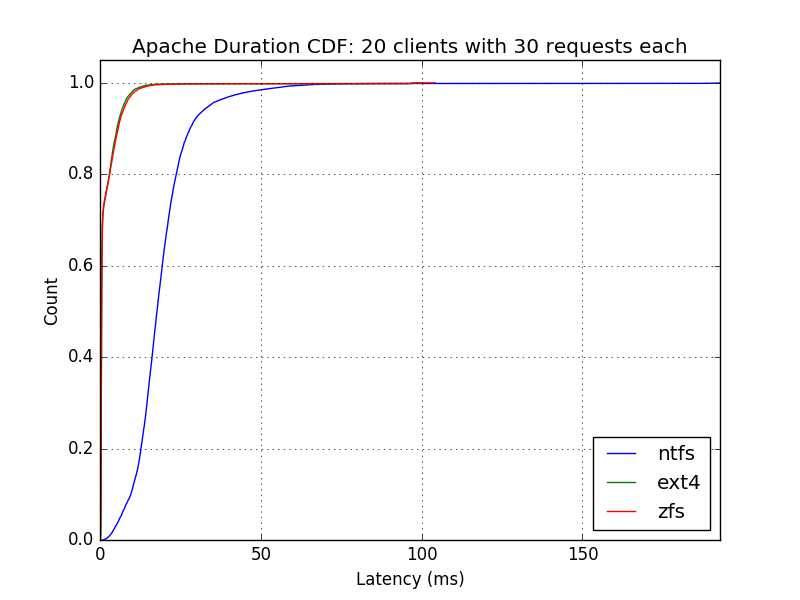 Apache Duration CDF: 20 clients with 30 requests each
1.0
0.8
0.6
0.4
0.2
0.0
Count
0 50 100 150
Latency (ms)
ntfs
ext4
zfs